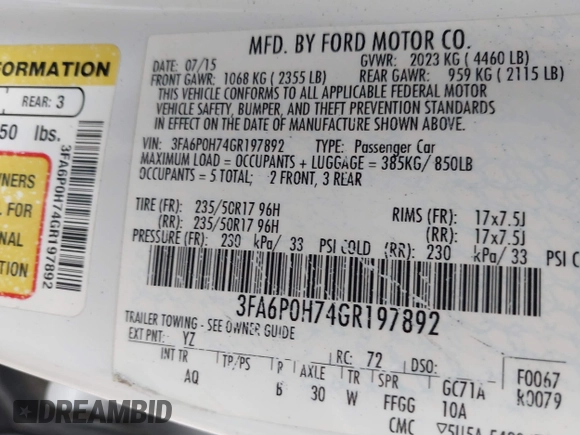 MFD. BY FORD MOTOR CO.
DATE: 07/15
GVWR: 2023 KG ( 4460 LB)
FRONT GAWR: 1068 KG ( 2355 LB)
REAR GAWR: 959 KG ( 2115 LB)
THIS VEHICLE CONFORMS TO ALL APPLICABLE FEDERAL MOTOR
VEHICLE SAFETY, BUMPER, AND THEFT PREVENTION STANDARDS
IN EFFECT ON THE DATE OF MANUFACTURE SHOWN ABOVE.
VIN: 3FA6P0H74GR197892 TYPE: Passenger Car
MAXIMUM LOAD = OCCUPANTS + LUGGAGE = 385KG/ 850LB
OCCUPANTS = 5 TOTAL; 2 FRONT, 3 REAR
TIRE (FR): 235/50R17 96H RIMS (FR): 17x7.5J
(RR): 235/50R17 96H (RR): 17x7.5J
PRESSURE (FR): 230 kPa/ 33 PSI COLD (RR): 230 kPa/ 33 PSI
3FA6P0H74GR197892
TRAILER TOWING - SEE OWNER GUIDE
EXT PNT: YZ RC: 72 DSO: F0067
INT TR TP/PS R AXLE TR SPR GC71A R0079
AQ B 30 W FFGG 10A
CMC
FORMATION
REAR: 3
50 lbs.
WNERS
FOR
NAL
TION
3FA6P0H74GR197892
DREAMBID